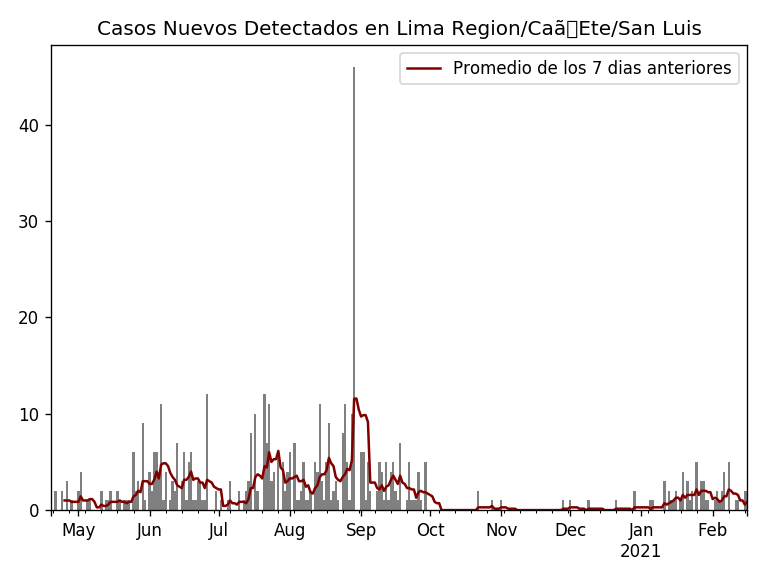 Casos Nuevos Detectados en Lima Region/Caã▯Ete/San Luis
Promedio de los 7 dias anteriores
40
30
20
10
0
May Jun Jul Aug Sep Oct Nov Dec Jan Feb
2021